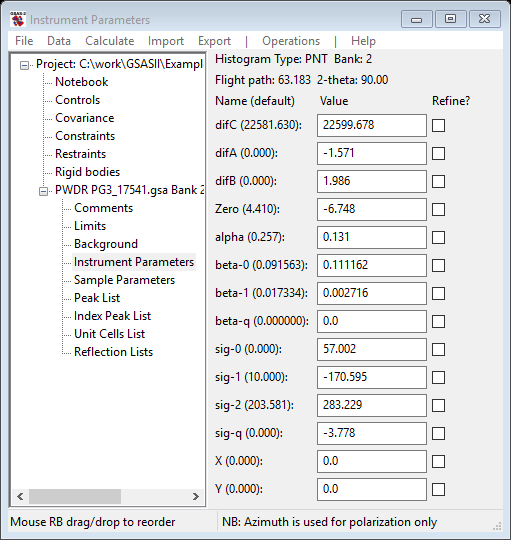 Instrument Parameters
File Data Calculate Import Export | Operations | Help
Project: C:\work\GSASII\Exampl
Notebook
Controls
Covariance
Constraints
Restraints
Rigid bodies
PWDR PG3_17541.gsa Bank 2
Comments
Limits
Background
Instrument Parameters
Sample Parameters
Peak List
Index Peak List
Unit Cells List
Reflection Lists
Histogram Type: PNT Bank: 2
Flight path: 63.183 2-theta: 90.00
Name (default) Value Refine?
difC (22581.630): 22599.678
difA (0.000): -1.571
difB (0.000): 1.986
Zero (4.410): -6.748
alpha (0.257): 0.131
beta-0 (0.091563): 0.111162
beta-1 (0.017334): 0.002716
beta-q (0.000000): 0.0
sig-0 (0.000): 57.002
sig-1 (10.000): -170.595
sig-2 (203.581): 283.229
sig-q (0.000): -3.778
X (0.000): 0.0
Y (0.000): 0.0
Mouse RB drag/drop to reorder
NB: Azimuth is used for polarization only